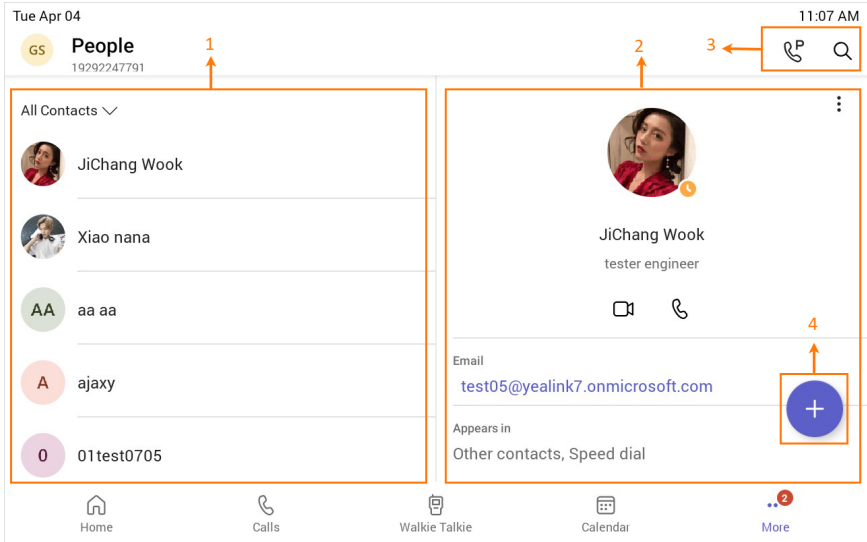 Tue Apr 04
11:07 AM
GS
People
19292247791
1
2
3
P
All Contacts
JiChang Wook
Xiao nana
AA
aa aa
A
ajaxy
0
01test0705
JiChang Wook
tester engineer
4
Email
test05@yealink7.onmicrosoft.com
Appears in
Other contacts, Speed dial
Home
Calls
Walkie Talkie
Calendar
2
More